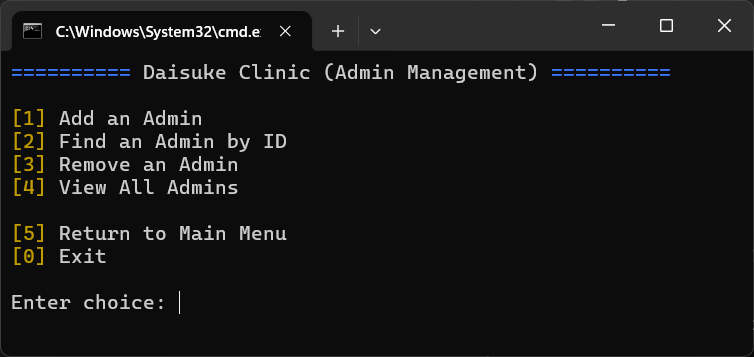 C:\Windows\System32\cmd.e
========== Daisuke Clinic (Admin Management) ==========
[1] Add an Admin
[2] Find an Admin by ID
[3] Remove an Admin
[4] View All Admins
[5] Return to Main Menu
[0] Exit
Enter choice: